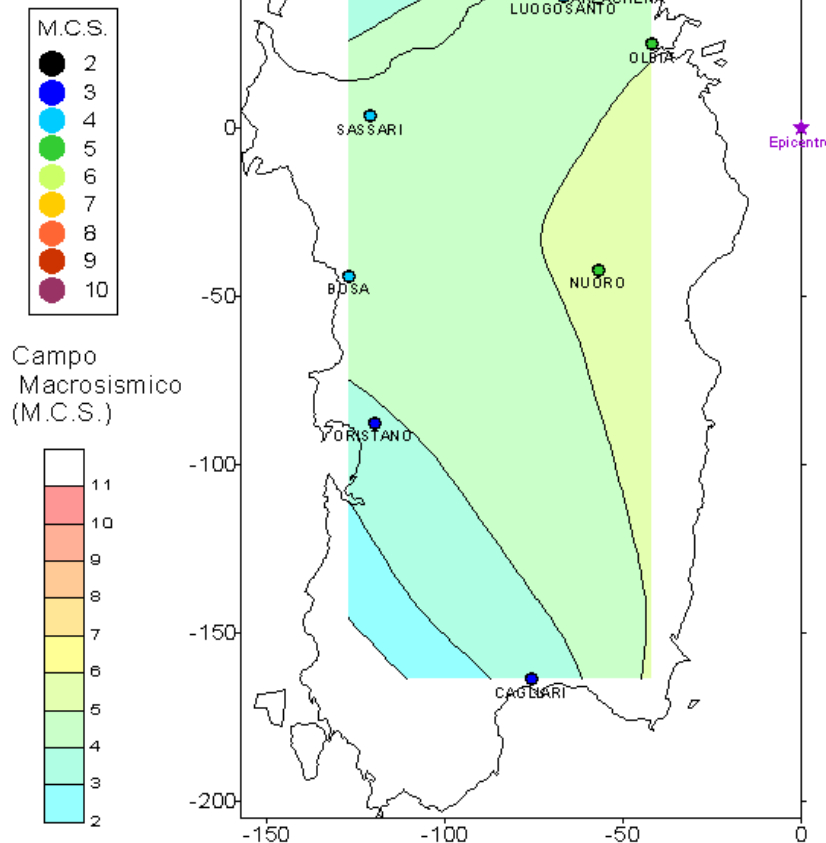 M.C.S.
2
3
4
5
6
7
8
9
10
Campo
Macrosismico
(M.C.S.)
11
10
9
8
7
6
5
4
3
2
LUOGOSANTO
OLBIA
SASSARI
Epicentro
NUORO
BOSA
ORISTANO
CAGLIARI
0
-50
-100
-150
-200
-150
-100
-50
0